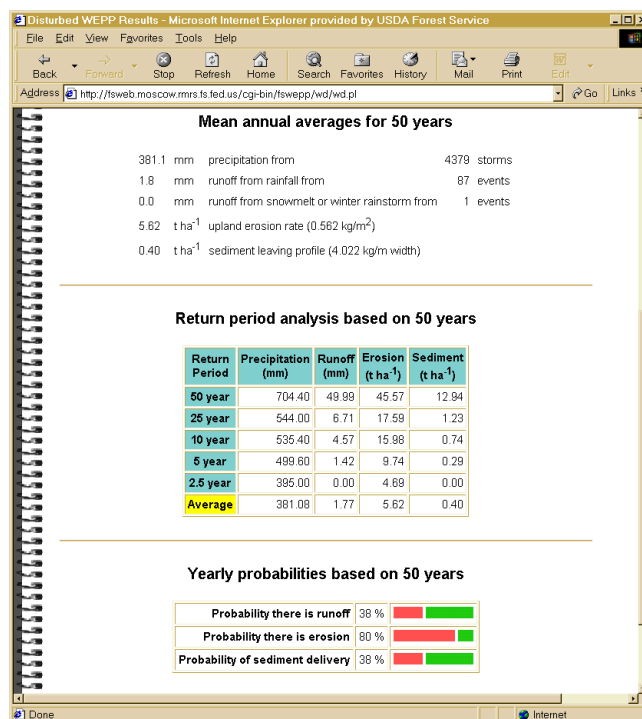 Disturbed WEPP Results - Microsoft Internet Explorer provided by USDA Forest Service
File Edit View Favorites Tools Help
Back Forward Stop Refresh Home Search Favorites History Mail Print Edit
Address http://fsweb.moscow.rmrs.fs.fed.us/cgi-bin/fswepp/wd/wd.pl Go Links
Mean annual averages for 50 years
381.1 mm precipitation from 4379 storms
1.8 mm runoff from rainfall from 87 events
0.0 mm runoff from snowmelt or winter rainstorm from 1 events
5.62 t ha-1 upland erosion rate (0.562 kg/m2)
0.40 t ha-1 sediment leaving profile (4.022 kg/m width)
Return period analysis based on 50 years
Return Period Precipitation (mm) Runoff (mm) Erosion (t ha-1) Sediment (t ha-1)
50 year 704.40 49.99 45.57 12.94
25 year 544.00 6.71 17.59 1.23
10 year 535.40 4.57 15.98 0.74
5 year 499.60 1.42 9.74 0.29
2.5 year 395.00 0.00 4.69 0.00
Average 381.08 1.77 5.62 0.40
Yearly probabilities based on 50 years
Probability there is runoff 38 %
Probability there is erosion 80 %
Probability of sediment delivery 38 %
Done Internet